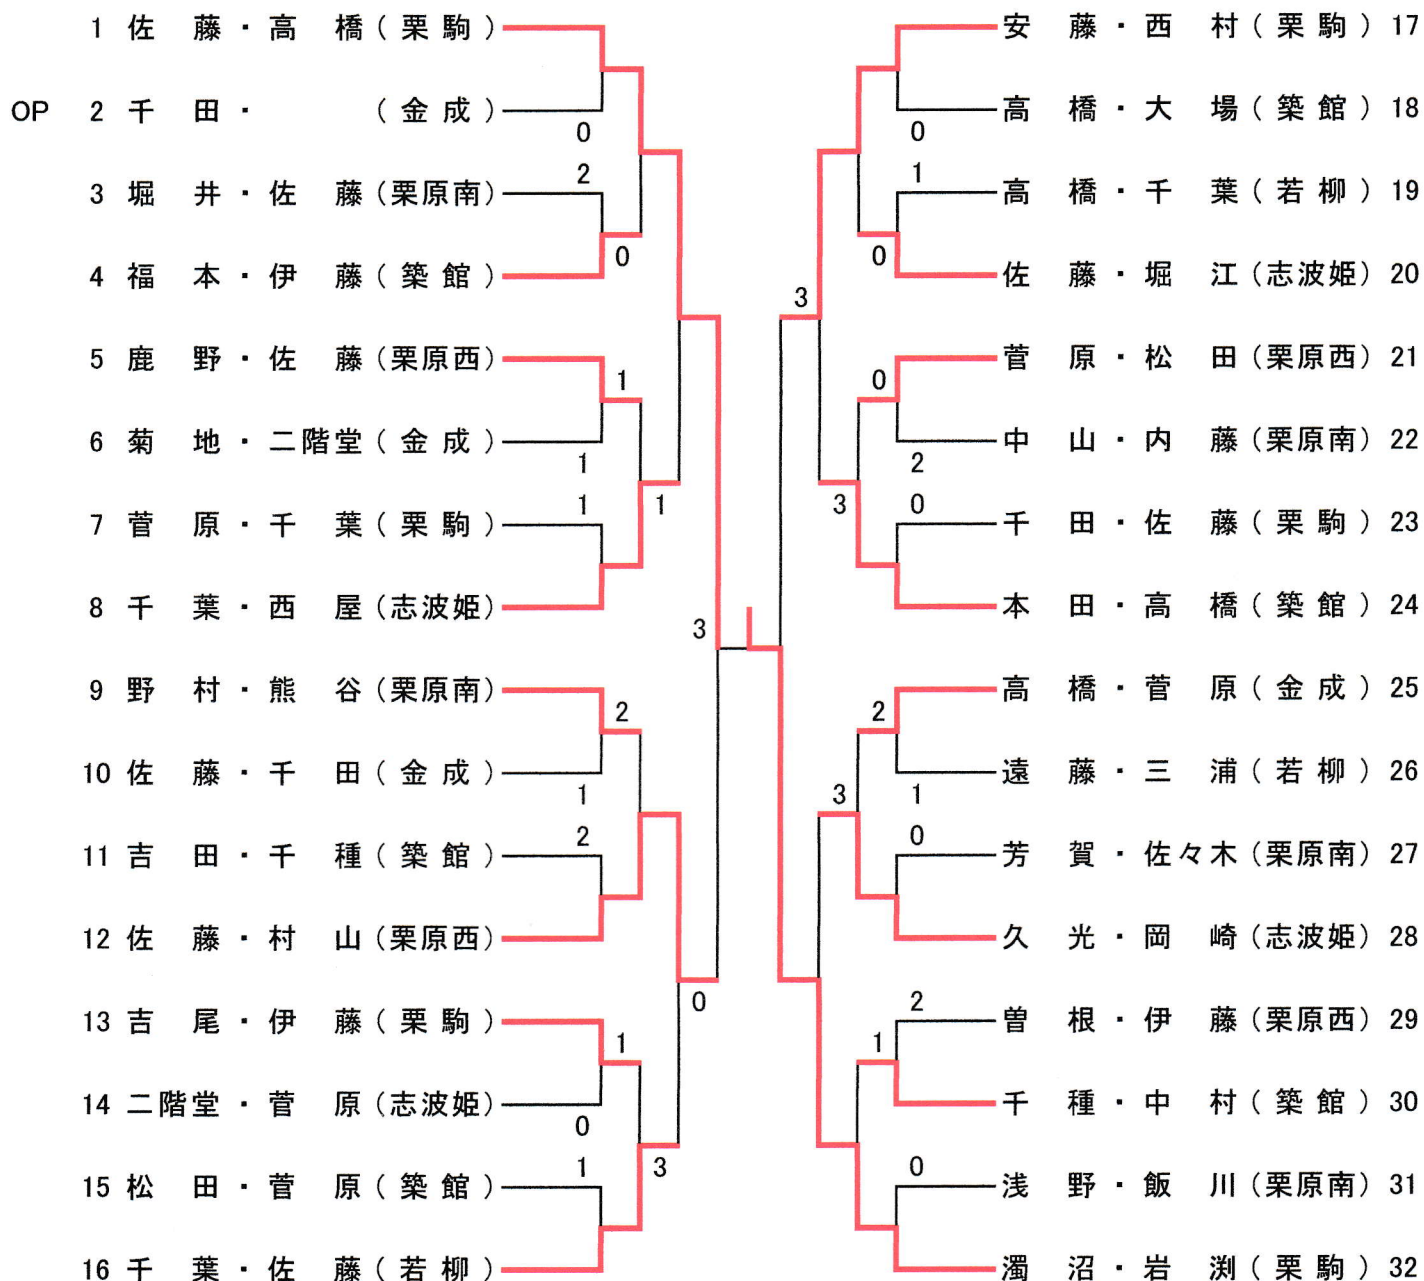 1 佐藤・高橋(栗駒)
OP 2 千田・ (金成)
0
3 堀井・佐藤(栗原南)
2
0
4 福本・伊藤(築館)
5 鹿野・佐藤(栗原西)
1
6 菊地・二階堂(金成)
1
7 菅原・千葉(栗駒)
1
1
8 千葉・西屋(志波姫)
3
9 野村・熊谷(栗原南)
2
10 佐藤・千田(金成)
1
11 吉田・千種(築館)
2
12 佐藤・村山(栗原西)
0
13 吉尾・伊藤(栗駒)
1
14 二階堂・菅原(志波姫)
0
15 松田・菅原(築館)
1
3
16 千葉・佐藤(若柳)
安藤・西村(栗駒) 17
高橋・大場(築館) 18
0
1
高橋・千葉(若柳) 19
0
佐藤・堀江(志波姫) 20
3
菅原・松田(栗原西) 21
0
中山・内藤(栗原南) 22
2
3
0
千田・佐藤(栗駒) 23
本田・高橋(築館) 24
高橋・菅原(金成) 25
2
遠藤・三浦(若柳) 26
3
1
0
芳賀・佐々木(栗原南) 27
久光・岡崎(志波姫) 28
2
曽根・伊藤(栗原西) 29
1
千種・中村(築館) 30
0
浅野・飯川(栗原南) 31
濁沼・岩渕(栗駒) 32